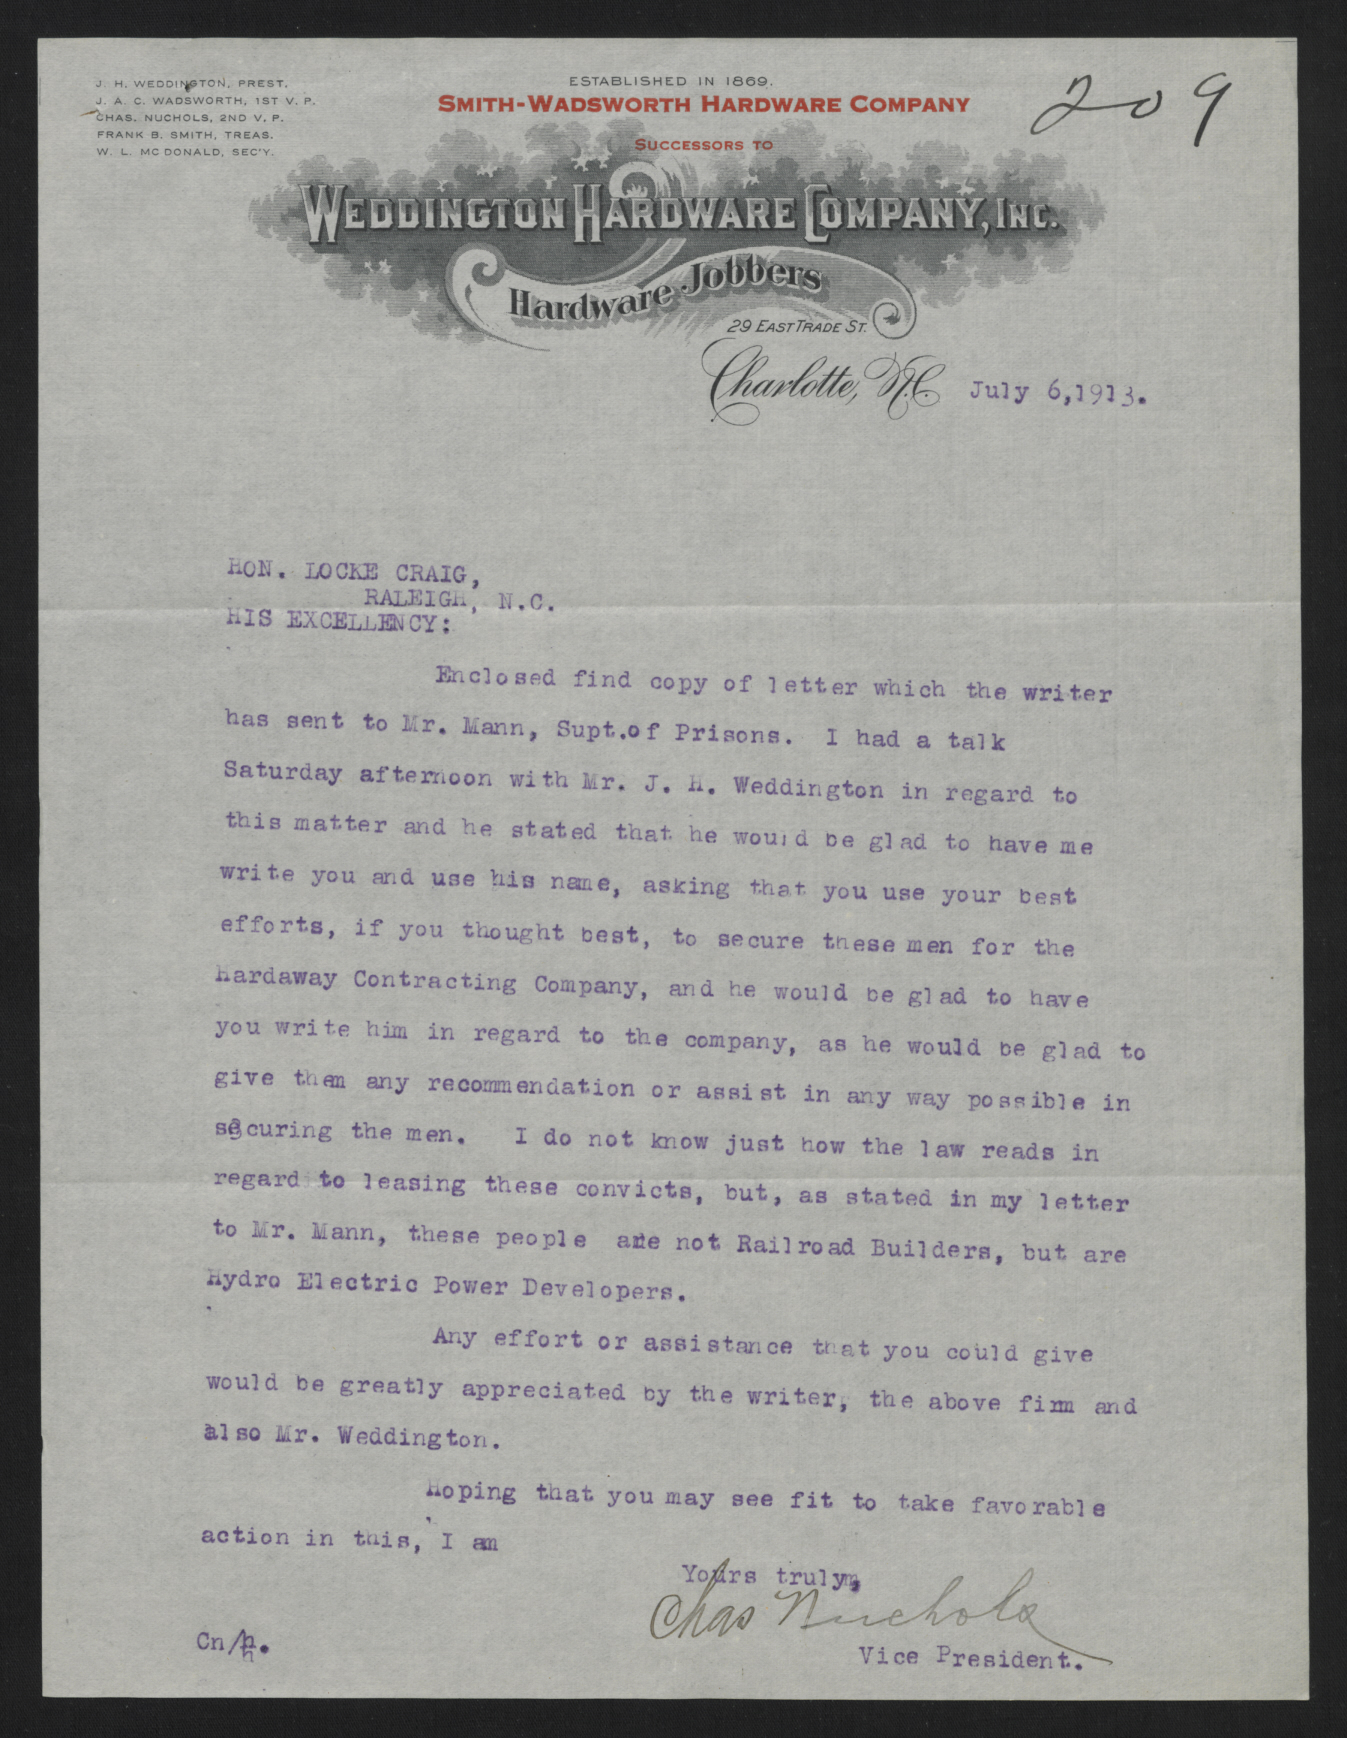 J. H. WEDDINGTON, PREST.
J. A. C. WADSWORTH, 1ST V. P.
CHAS. NUCHOLS, 2ND V. P.
FRANK B. SMITH, TREAS.
W. L. MC DONALD, SEC'Y.
ESTABLISHED IN 1869.
SMITH-WADSWORTH HARDWARE COMPANY
209
SUCCESSORS TO
WEDDINGTON HARDWARE COMPANY, INC.
Hardware Jobbers
29 EAST TRADE ST.
Charlotte, N.C. July 6,1913.
HON. LOCKE CRAIG,
RALEIGH, N.C.
HIS EXCELLENCY:
Enclosed find copy of letter which the writer
has sent to Mr. Mann, Supt.of Prisons. I had a talk
Saturday afternoon with Mr. J. H. Weddington in regard to
this matter and he stated that he would be glad to have me
write you and use his name, asking that you use your best
efforts, if you thought best, to secure these men for the
Hardaway Contracting Company, and he would be glad to have
you write him in regard to the company, as he would be glad to
give them any recommendation or assist in any way possible in
securing the men. I do not know just how the law reads in
regard to leasing these convicts, but, as stated in my letter
to Mr. Mann, these people are not Railroad Builders, but are
Hydro Electric Power Developers.
Any effort or assistance that you could give
would be greatly appreciated by the writer, the above firm and
also Mr. Weddington.
Hoping that you may see fit to take favorable
action in this, I am
Yours truly,
Chas Nuchols
Vice President.
Cn/h.